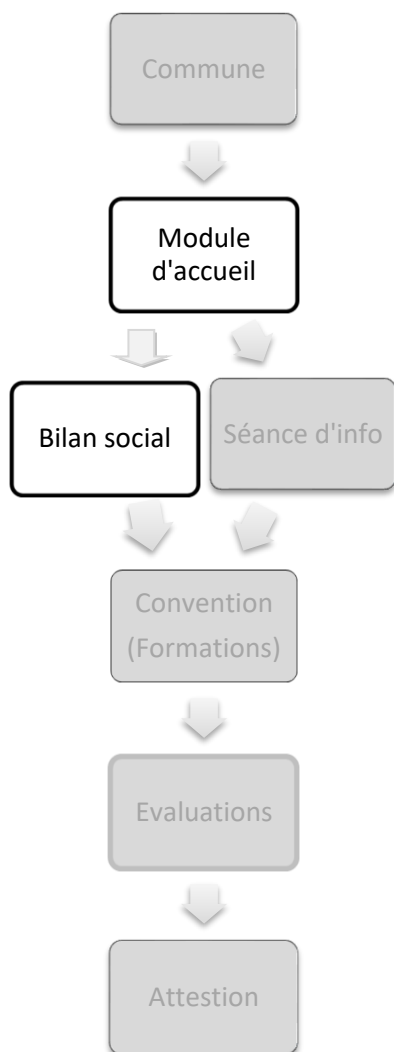 Commune
Module
d'accueil
Bilan social
Séance d'info
Convention
(Formations)
Evaluations
Attestion